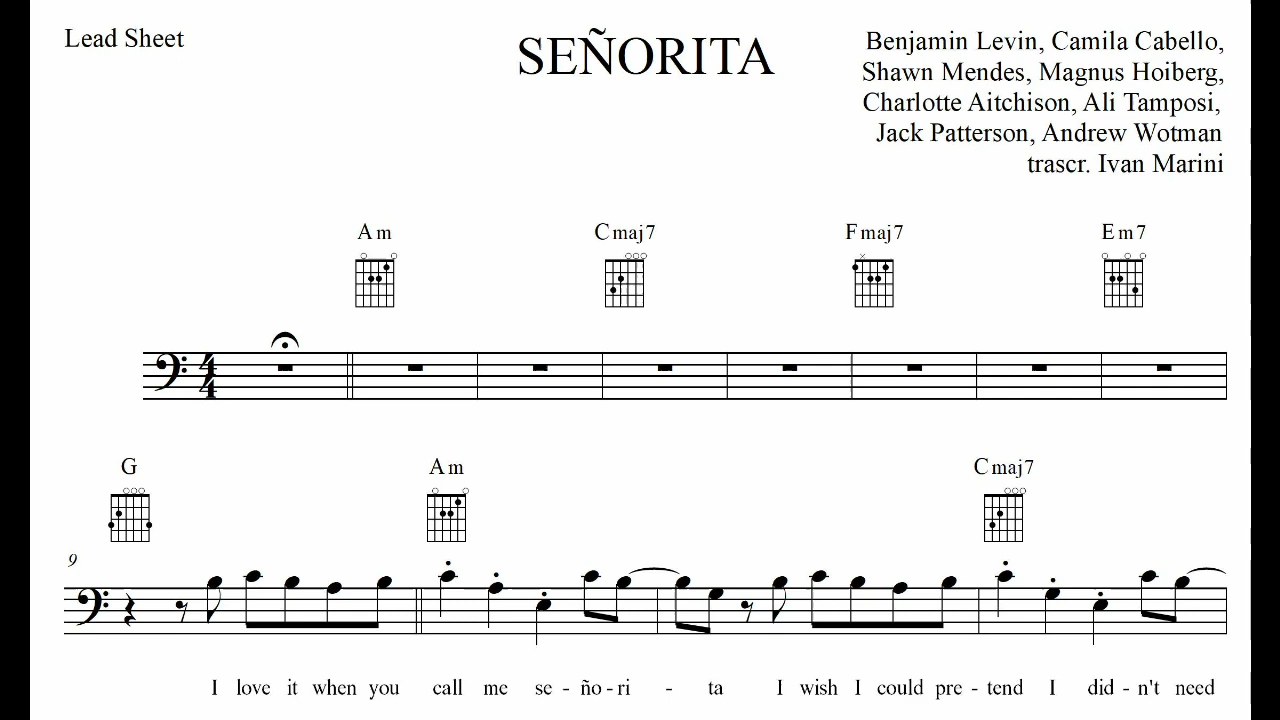 Lead Sheet
SEÑORITA
Benjamin Levin, Camila Cabello,
Shawn Mendes, Magnus Hoiberg,
Charlotte Aitchison, Ali Tamposi,
Jack Patterson, Andrew Wotman
trascr. Ivan Marini
Am Cmaj7 Fmaj7 Em7
4
4
G Am Cmaj7
9
I love it when you call me se - ño - ri - ta I wish I could pre - tend I did - n't need